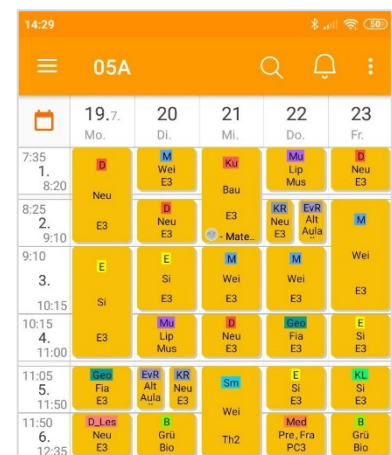 14:29 50
05A
19.7. 20 21 22 23
Mo. Di. Mi. Do. Fr.
7:35
1.
8:20
D
Neu
E3
M
Wei
E3
Ku
Bau
E3
- Mate..
Mu
Lip
Mus
D
Neu
E3
8:25
2.
9:10
D
Neu
E3
KR
Neu
E3
EvR
Alt
Aula
M
Wei
E3
9:10
3.
10:15
E
Si
E3
E
Si
E3
M
Wei
E3
M
Wei
E3
10:15
4.
11:00
Mu
Lip
Mus
D
Neu
E3
Geo
Fia
E3
E
Si
E3
11:05
5.
11:50
Geo
Fia
E3
EvR
Alt
Aula
KR
Neu
E3
Sm
Wei
Th2
E
Si
E3
KL
Si
E3
11:50
6.
12:35
D_Les
Neu
E3
B
Grü
Bio
Med
Pre, Fra
PC3
B
Grü
Bio